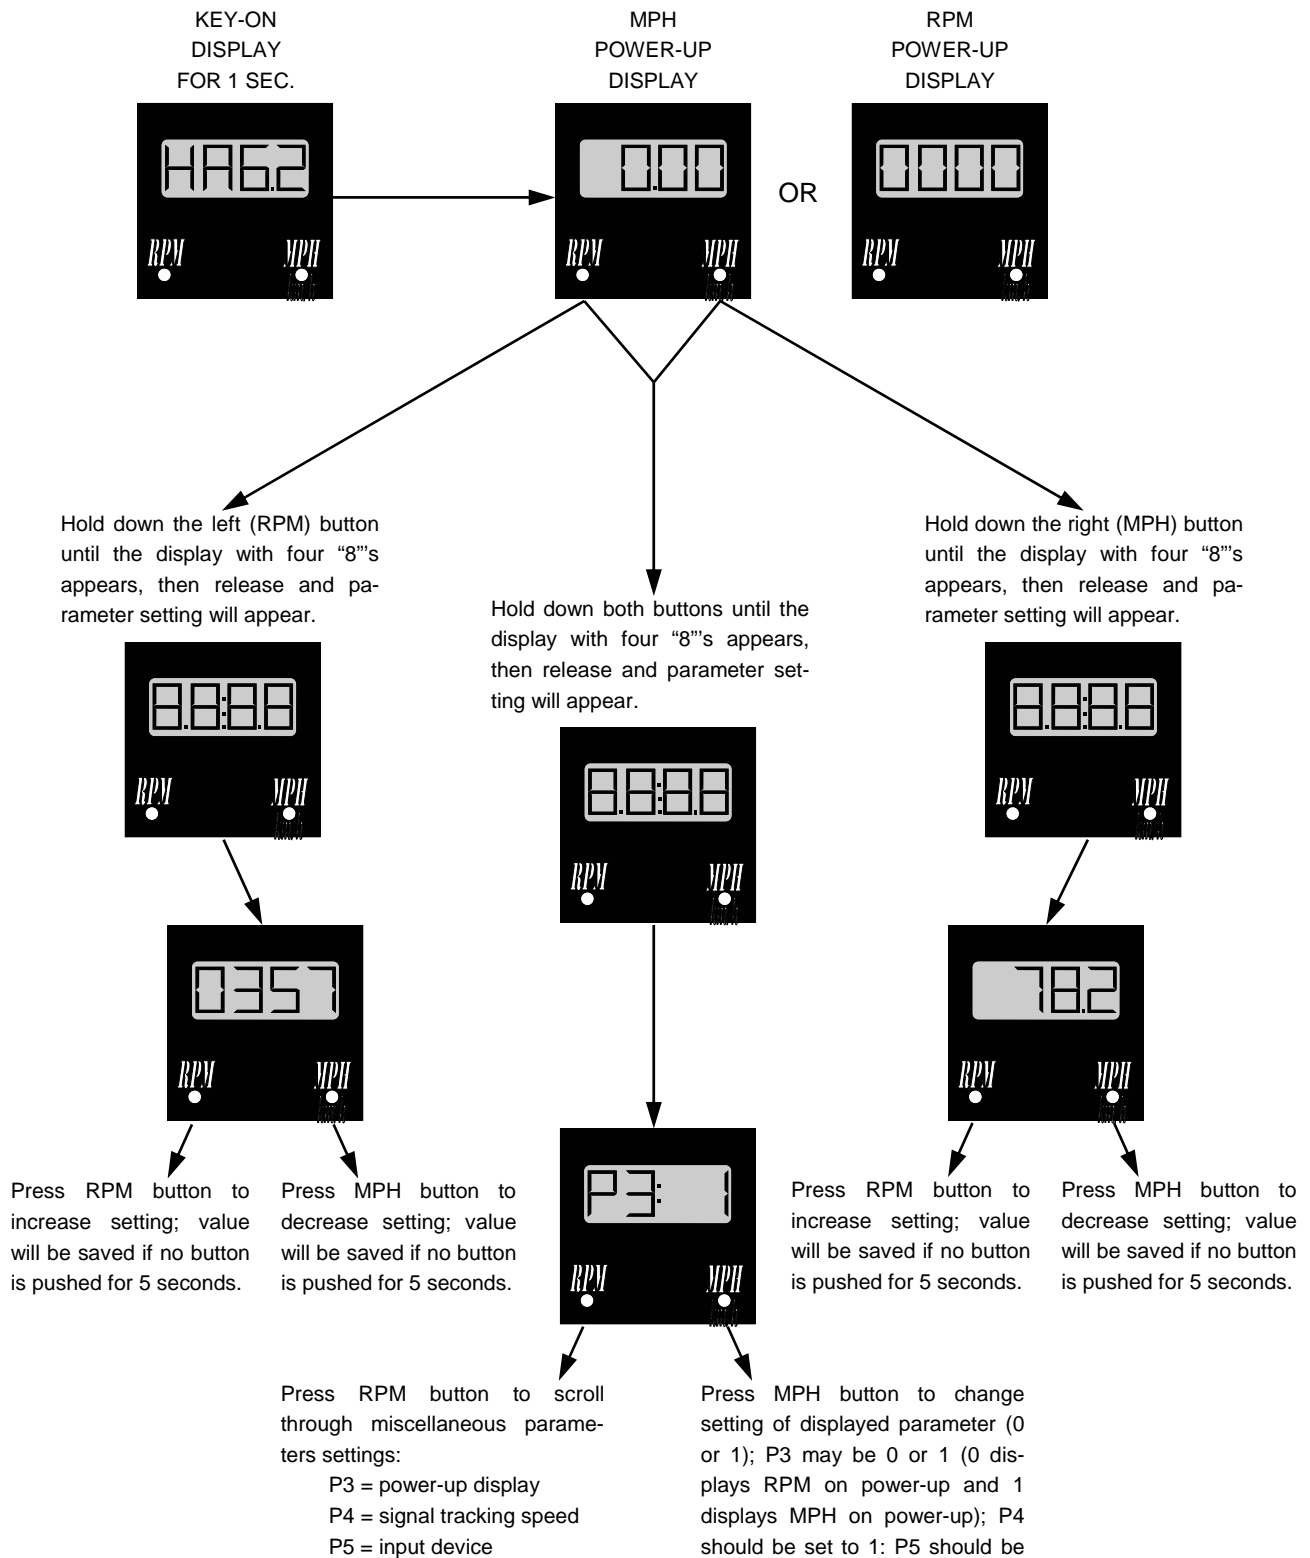 KEY-ON
DISPLAY
FOR 1 SEC.
MPH
POWER-UP
DISPLAY
RPM
POWER-UP
DISPLAY
HA6.2
RPM
MPH
0.00
RPM
MPH
OR
0000
RPM
MPH
Hold down the left (RPM) button
until the display with four “8”’s
appears, then release and pa-
rameter setting will appear.
Hold down both buttons until the
display with four “8”’s appears,
then release and parameter set-
ting will appear.
Hold down the right (MPH) button
until the display with four “8”’s
appears, then release and pa-
rameter setting will appear.
8.8:8.8
RPM
MPH
8.8:8.8
RPM
MPH
8.8:8.8
RPM
MPH
0357
RPM
MPH
78.2
RPM
MPH
P3: 1
RPM
MPH
Press RPM button to
increase setting; value
will be saved if no button
is pushed for 5 seconds.
Press MPH button to
decrease setting; value
will be saved if no button
is pushed for 5 seconds.
Press RPM button to
increase setting; value
will be saved if no button
is pushed for 5 seconds.
Press MPH button to
decrease setting; value
will be saved if no button
is pushed for 5 seconds.
Press RPM button to scroll
through miscellaneous parame-
ters settings:
P3 = power-up display
P4 = signal tracking speed
P5 = input device
Press MPH button to change
setting of displayed parameter (0
or 1); P3 may be 0 or 1 (0 dis-
plays RPM on power-up and 1
displays MPH on power-up); P4
should be set to 1: P5 should be